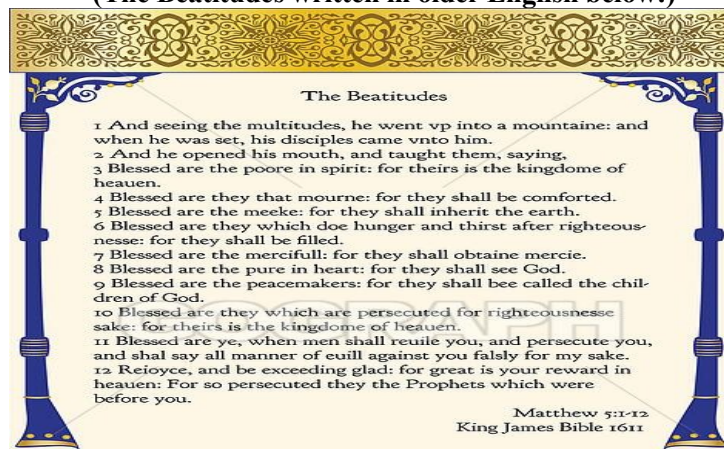 (The Beatitudes written in older English below.)
The Beatitudes
1 And seeing the multitudes, he went vp into a mountaine: and
when he was set, his disciples came vnto him.
2 And he opened his mouth, and taught them, saying,
3 Blessed are the poore in spirit: for theirs is the kingdome of
heauen.
4 Blessed are they that mourne: for they shall be comforted.
5 Blessed are the meeke: for they shall inherit the earth.
6 Blessed are they which doe hunger and thirst after righteous-
nesse: for they shall be filled.
7 Blessed are the mercifull: for they shall obtaine mercie.
8 Blessed are the pure in heart: for they shall see God.
9 Blessed are the peacemakers: for they shall bee called the chil-
dren of God.
10 Blessed are they which are persecuted for righteousnesse
sake: for theirs is the kingdome of heauen.
11 Blessed are ye, when men shall reuile you, and persecute you,
and shal say all manner of euill against you falsly for my sake.
12 Reioyce, and be exceeding glad: for great is your reward in
heauen: For so persecuted they the Prophets which were
before you.
Matthew 5:1-12
King James Bible 1611